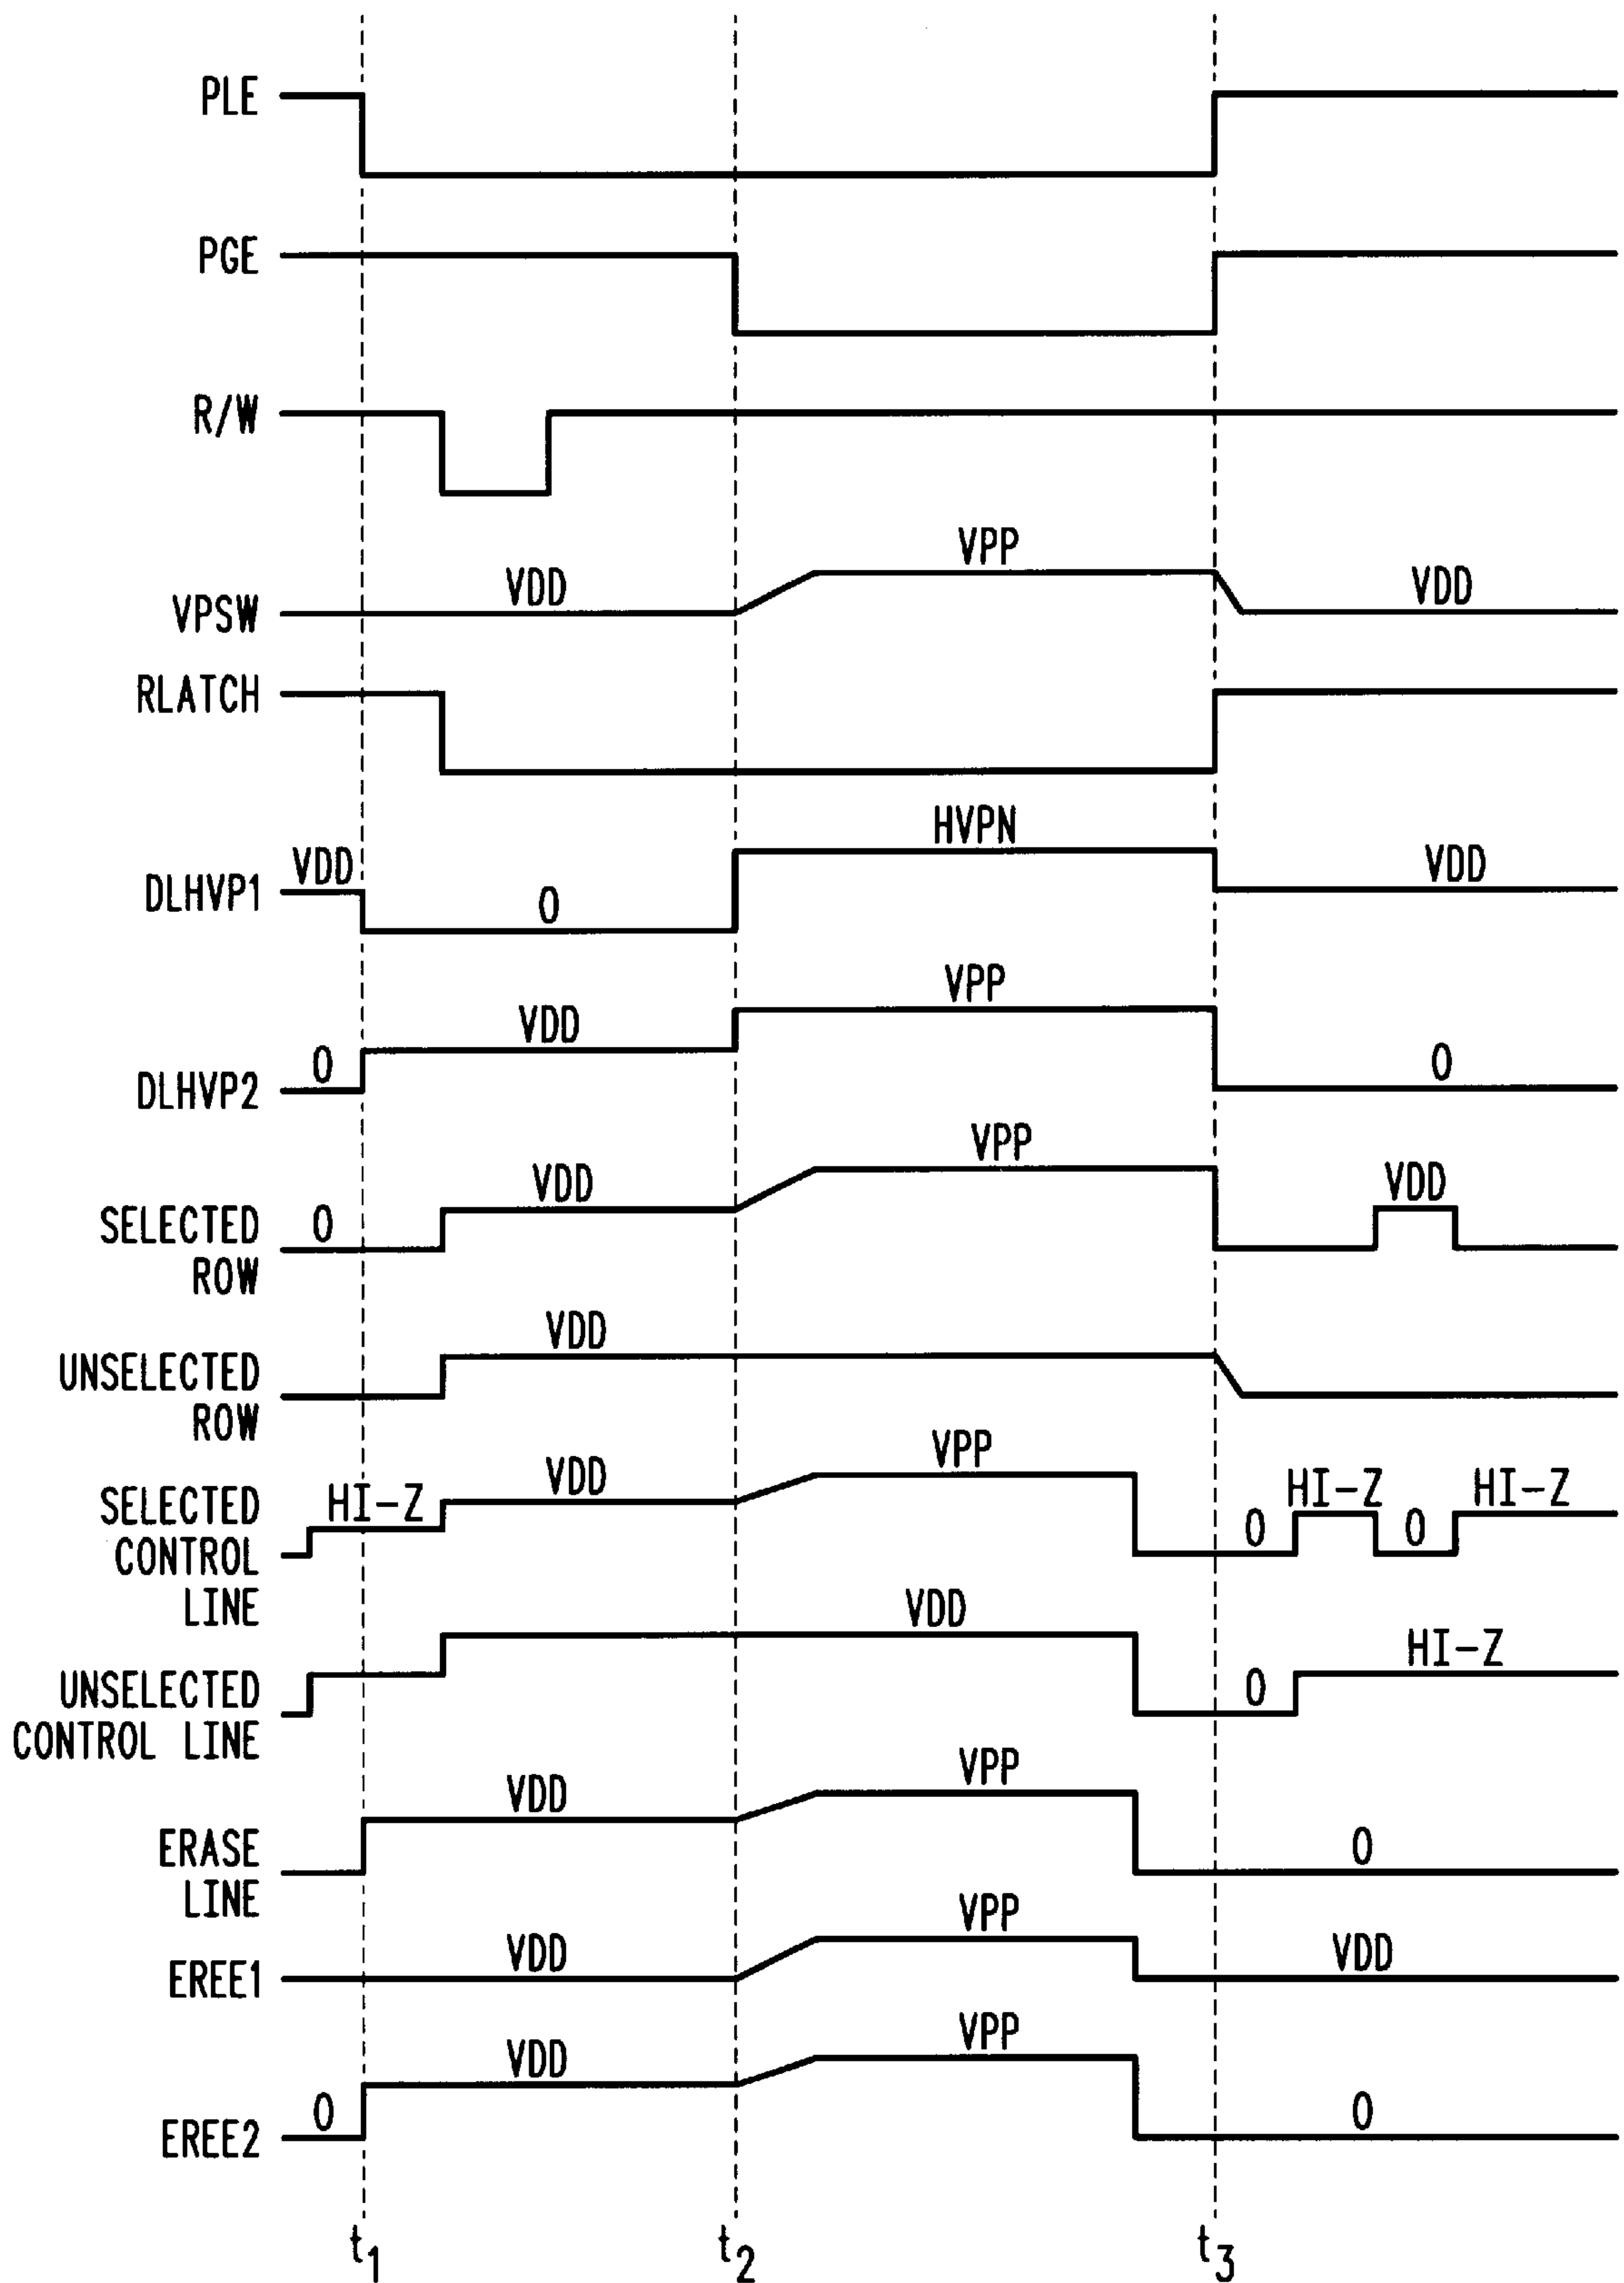 PLE
PGE
R/W
VPP
VDD
VDD
VPSW
RLATCH
HVPN
VDD
VDD
DLHVP1
0
VPP
VDD
0
0
DLHVP2
VPP
VDD
VDD
SELECTED
ROW
0
VDD
UNSELECTED
ROW
VPP
VDD
HI-Z
HI-Z
HI-Z
SELECTED
CONTROL
LINE
0
0
VDD
HI-Z
UNSELECTED
CONTROL LINE
0
VPP
VDD
ERASE
LINE
0
VPP
VDD
VDD
EREE1
VPP
VDD
0
0
EREE2
t1
t2
t3